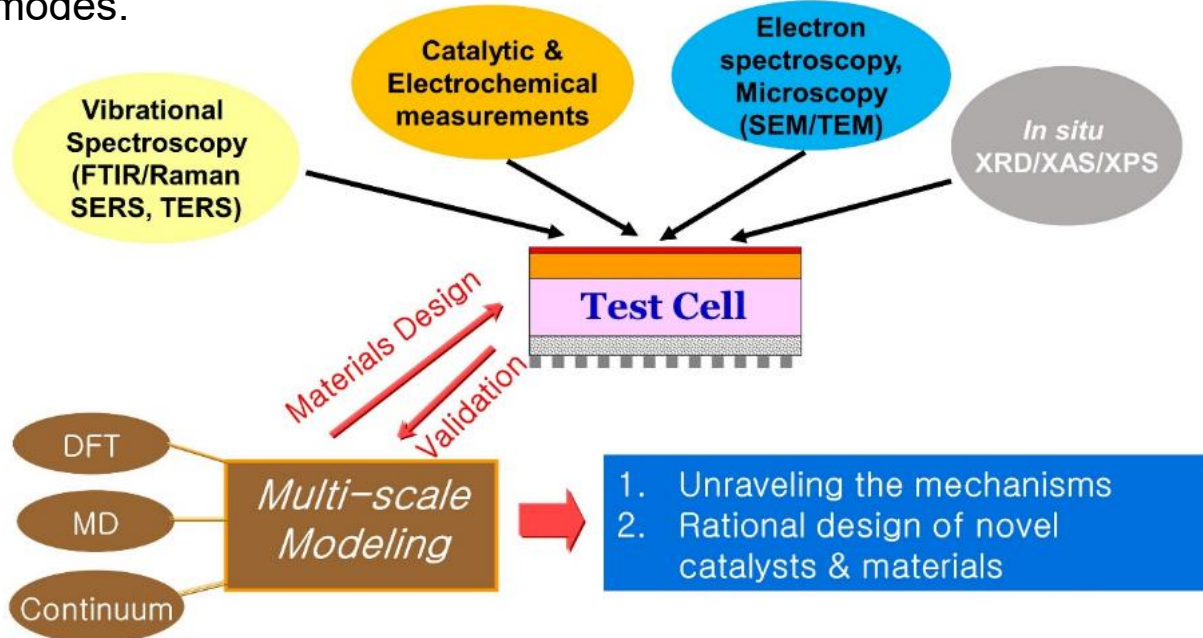 modes.
Vibrational
Spectroscopy
(FTIR/Raman
SERS, TERS)
Catalytic &
Electrochemical
measurements
Electron
spectroscopy,
Microscopy
(SEM/TEM)
In situ
XRD/XAS/XPS
Test Cell
Materials Design
Validation
DFT
MD
Continuum
Multi-scale
Modeling
1. Unraveling the mechanisms
2. Rational design of novel
catalysts & materials